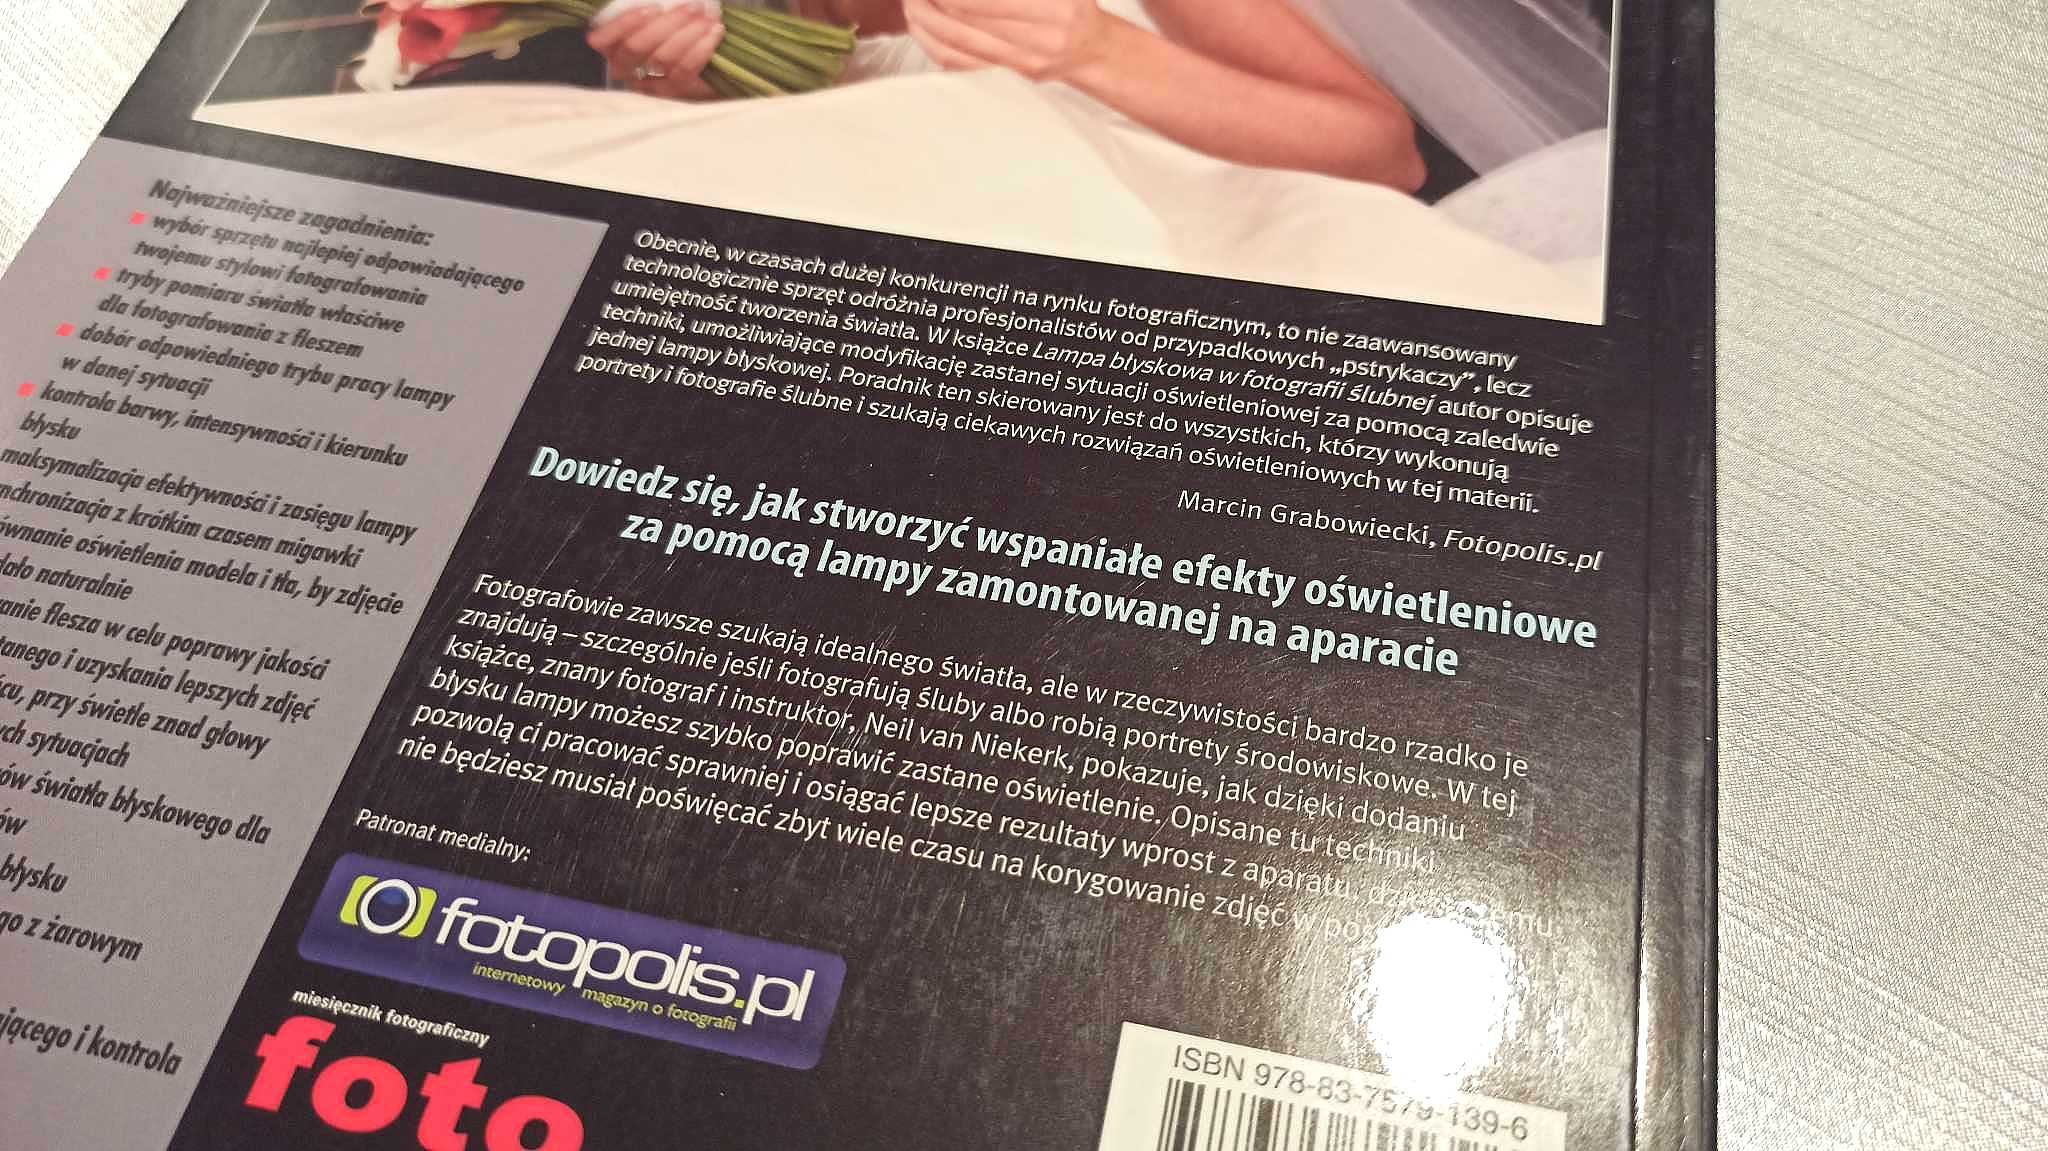 Najważniejsze zagadnienia:
wybór sprzętu najlepiej odpowiadającego
twojemu stylowi fotografowania
tryby pomiaru światła właściwe
dla fotografowania z fleszem
dobór odpowiedniego trybu pracy lampy
w danej sytuacji
kontrola barwy, intensywności i kierunku
błysku
maksymalizacja efektywności i zasięgu lampy
nchronizacja z krótkim czasem migawki
ównanie oświetlenia modela i tła, by zdjęcie
naturalnie
anie flesza w celu poprawy jakości
tanego i uzyskania lepszych zdjęć
cu, przy świetle znad głowy
ych sytuacjach
ów światła błyskowego dla
ów
błysku
go z żarowym
jącego i kontrola
Obecnie, w czasach dużej konkurencji na rynku fotograficznym, to nie zaawansowany
technologicznie sprzęt odróżnia profesjonalistów od przypadkowych „pstrykaczy”, lecz
umiejętność tworzenia światła. W książce Lampa błyskowa w fotografii ślubnej autor opisuje
techniki, umożliwiające modyfikację zastanej sytuacji oświetleniowej za pomocą zaledwie
jednej lampy błyskowej. Poradnik ten skierowany jest do wszystkich, którzy wykonują
portrety i fotografie ślubne i szukają ciekawych rozwiązań oświetleniowych w tej materii.
Marcin Grabowiecki, Fotopolis.pl
Dowiedz się, jak stworzyć wspaniałe efekty oświetleniowe
za pomocą lampy zamontowanej na aparacie
Fotografowie zawsze szukają idealnego światła, ale w rzeczywistości bardzo rzadko je
znajdują – szczególnie jeśli fotografują śluby albo robią portrety środowiskowe. W tej
książce, znany fotograf i instruktor, Neil van Niekerk, pokazuje, jak dzięki dodaniu
błysku lampy możesz szybko poprawić zastane oświetlenie. Opisane tu techniki
pozwolą ci pracować sprawniej i osiągać lepsze rezultaty wprost z aparatu,
nie będziesz musiał poświęcać zbyt wiele czasu na korygowanie zdjęć w
Patronat medialny:
fotopolis.pl
internetowy magazyn o fotografii
miesięcznik fotograficzny
foto
ISBN 978-83-7579-139-6